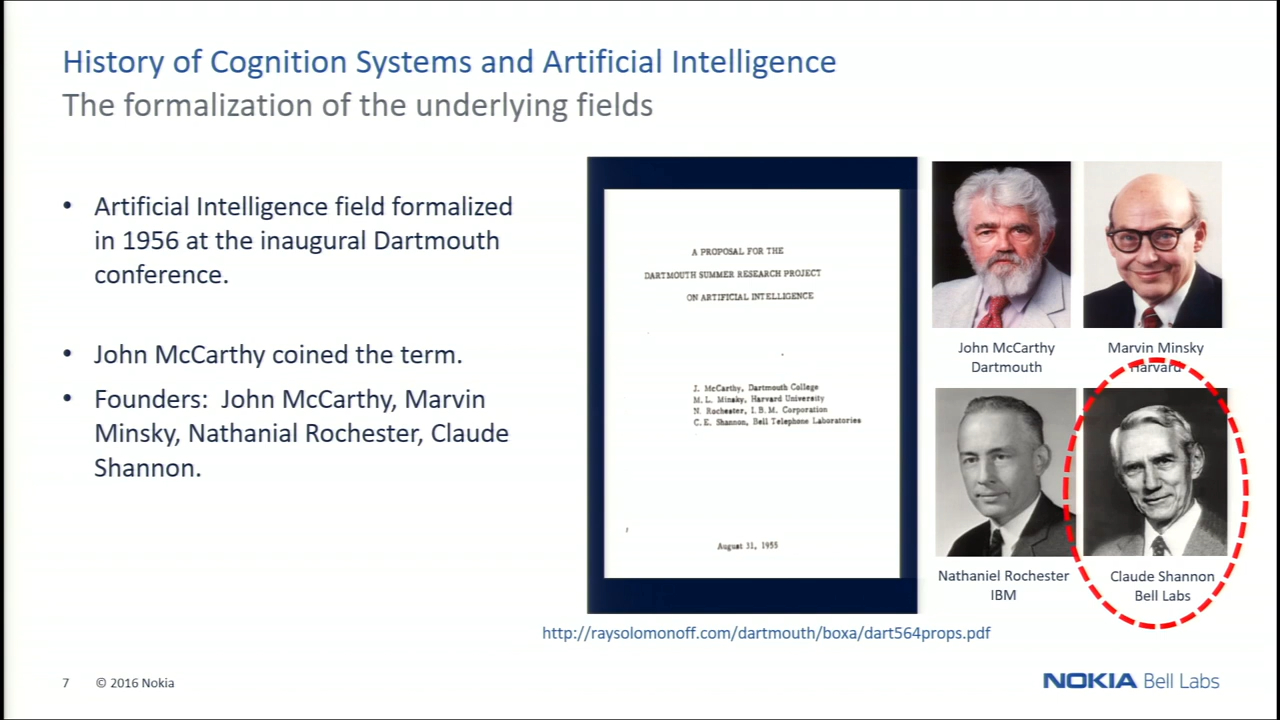 History of Cognition Systems and Artificial Intelligence
The formalization of the underlying fields
• Artificial Intelligence field formalized
in 1956 at the inaugural Dartmouth
conference.
• John McCarthy coined the term.
• Founders: John McCarthy, Marvin
Minsky, Nathanial Rochester, Claude
Shannon.
A PROPOSAL FOR THE
DARTMOUTH SUMMER RESEARCH PROJECT
ON ARTIFICIAL INTELLIGENCE
J. McCarthy, Dartmouth College
M. L. Minsky, Harvard University
N. Rochester, I.B.M. Corporation
C. E. Shannon, Bell Telephone Laboratories
August 31, 1955
John McCarthy
Dartmouth
Marvin Minsky
Harvard
Nathaniel Rochester
IBM
Claude Shannon
Bell Labs
http://raysolomonoff.com/dartmouth/boxa/dart564props.pdf
7 © 2016 Nokia
NOKIA Bell Labs